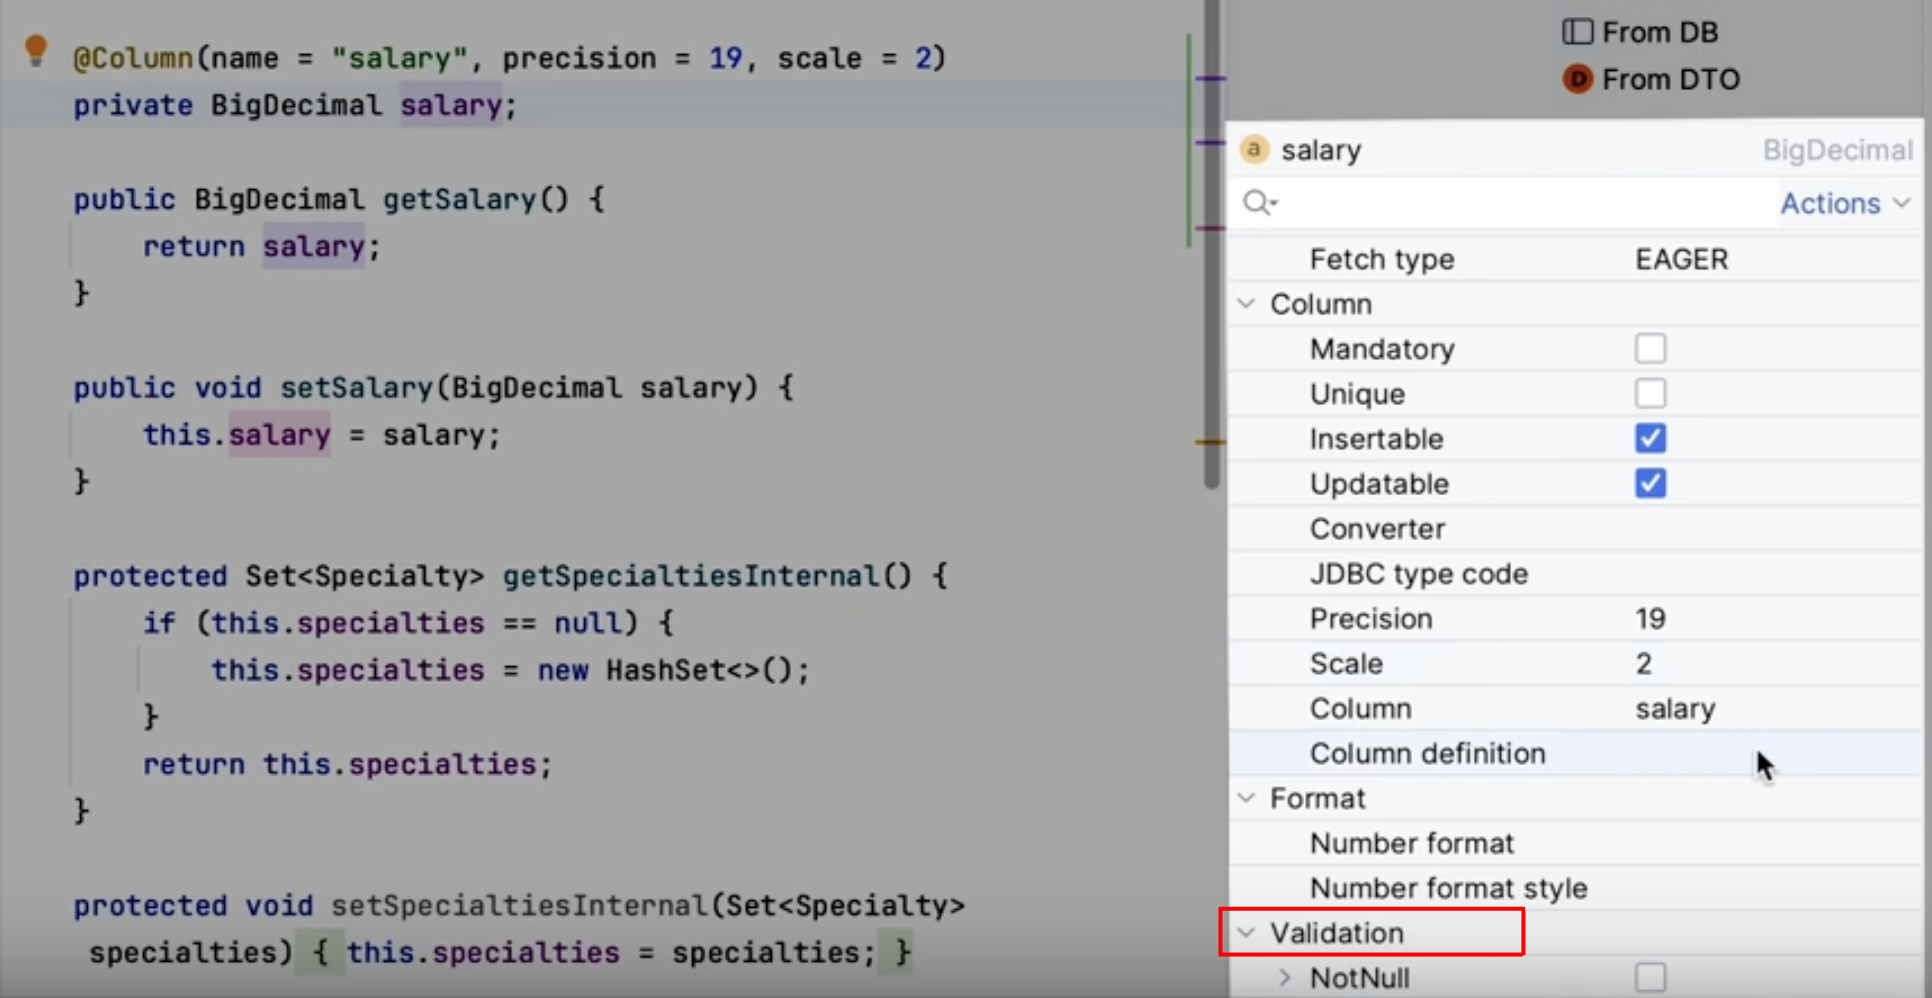 @Column(name = "salary", precision = 19, scale = 2)
private BigDecimal salary;
public BigDecimal getSalary() {
return salary;
}
public void setSalary(BigDecimal salary) {
this.salary = salary;
}
protected Set<Specialty> getSpecialtiesInternal() {
if (this.specialties == null) {
this.specialties = new HashSet<>();
}
return this.specialties;
}
protected void setSpecialtiesInternal(Set<Specialty>
specialties) { this.specialties = specialties; }
From DB
D From DTO
a salary BigDecimal
Actions
Fetch type EAGER
Column
Mandatory
Unique
Insertable
Updatable
Converter
JDBC type code
Precision 19
Scale 2
Column salary
Column definition
Format
Number format
Number format style
Validation
NotNull